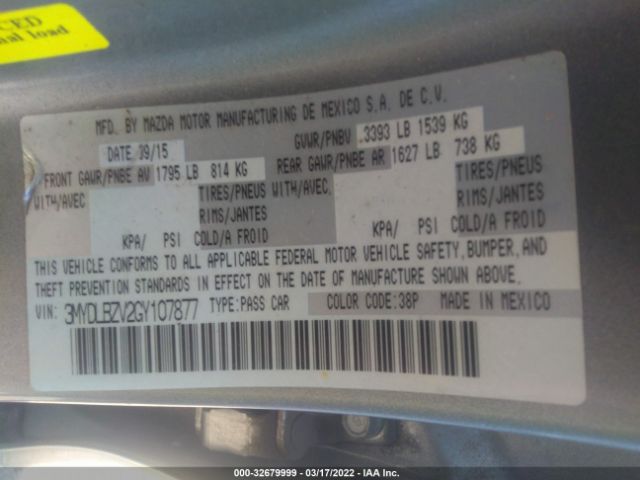 CED
nal load
MFD. BY MAZDA MOTOR MANUFACTURING DE MEXICO S.A. DE C.V.
DATE 09/15 GVWR/PNBV 3393 LB 1539 KG
FRONT GAWR/PNBE AV 1795 LB 814 KG REAR GAWR/PNBE AR 1627 LB 738 KG
WITH/AVEC TIRES/PNEUS WITH/AVEC TIRES/PNEUS
RIMS/JANTES RIMS/JANTES
KPA/ PSI COLD/A FROID KPA/ PSI COLD/A FROID
THIS VEHICLE CONFORMS TO ALL APPLICABLE FEDERAL MOTOR VEHICLE SAFETY, BUMPER, AND
THEFT PREVENTION STANDARDS IN EFFECT ON THE DATE OF MANUFACTURE SHOWN ABOVE.
VIN: 3MYDLBZV2GY107877 TYPE:PASS CAR COLOR CODE:38P MADE IN MEXICO
000-32679999 — 03/17/2022 — IAA Inc.